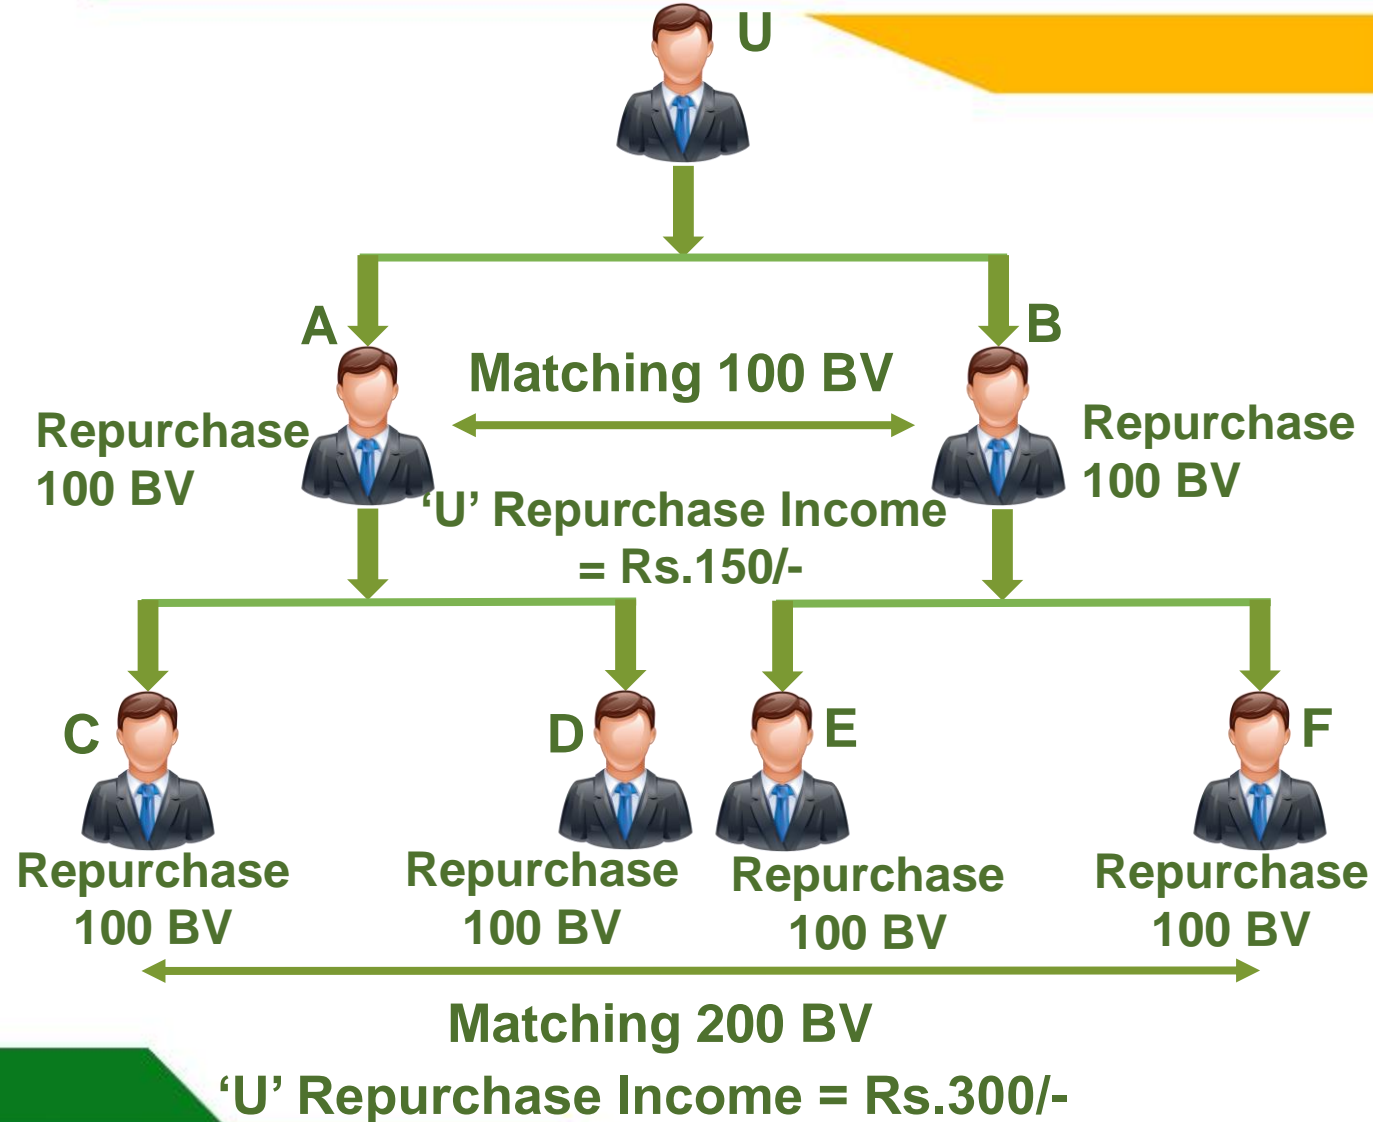 U
A
B
Matching 100 BV
Repurchase
100 BV
Repurchase
100 BV
‘U’ Repurchase Income
= Rs.150/-
C
D
E
F
Repurchase
100 BV
Repurchase
100 BV
Repurchase
100 BV
Repurchase
100 BV
Matching 200 BV
‘U’ Repurchase Income = Rs.300/-